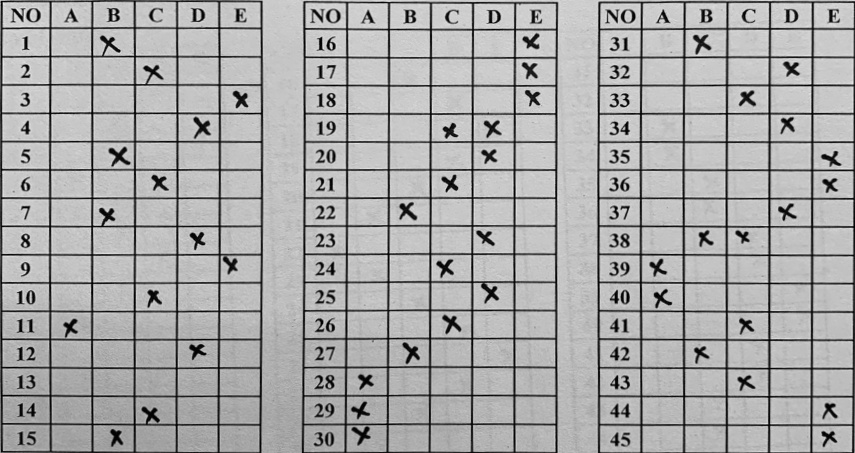 NO A B C D E
1 X
2 X
3 X
4 X
5 X
6 X
7 X
8 X
9 X
10 X
11 X
12 X
13
14 X
15 X
NO A B C D E
16 X
17 X
18 X
19 X X
20 X
21 X
22 X
23 X
24 X
25 X
26 X
27 X
28 X
29 X
30 X
NO A B C D E
31 X
32 X
33 X
34 X
35 X
36 X
37 X
38 X X
39 X
40 X
41 X
42 X
43 X
44 X
45 X